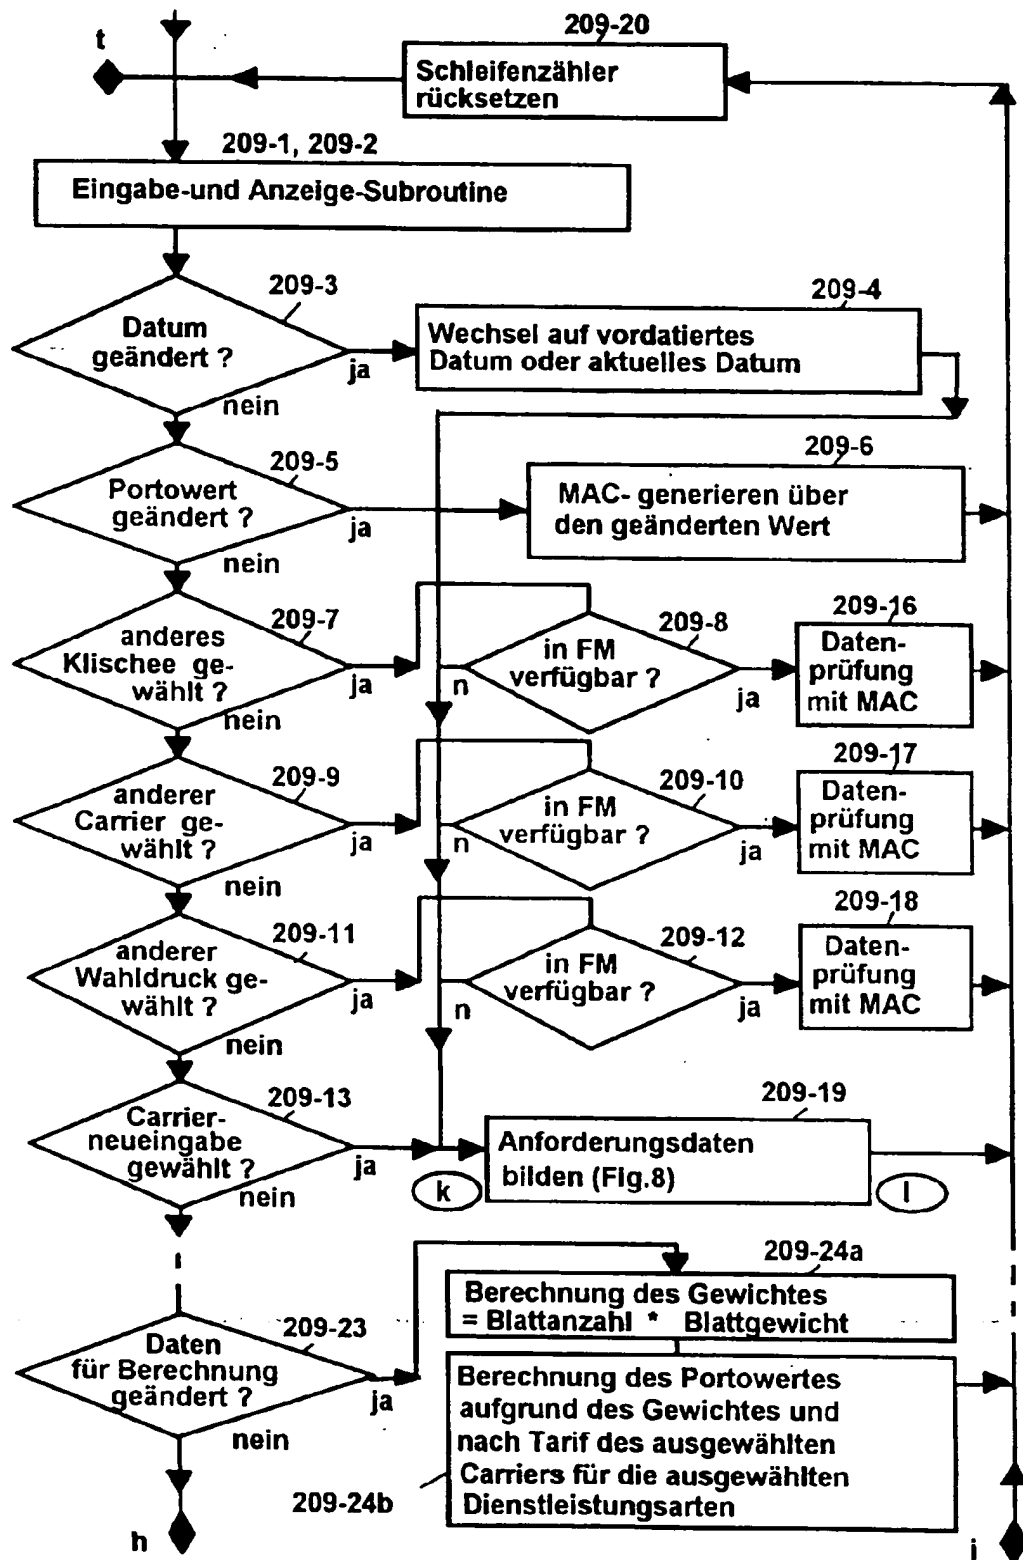 209-20
t
Schleifenzähler
rücksetzen
209-1, 209-2
Eingabe-und Anzeige-Subroutine
209-3
209-4
Datum
geändert ?
ja
Wechsel auf vordatiertes
Datum oder aktuelles Datum
nein
209-5
209-6
Portowert
geändert ?
ja
MAC- generieren über
den geänderten Wert
nein
209-7
209-8
209-16
anderes
Klischee ge-
wählt ?
ja
n
in FM
verfügbar ?
ja
Daten-
prüfung
mit MAC
nein
209-9
209-10
209-17
anderer
Carrier ge-
wählt ?
ja
n
in FM
verfügbar ?
ja
Daten-
prüfung
mit MAC
nein
209-11
209-12
209-18
anderer
Wahldruck ge-
wählt ?
ja
n
in FM
verfügbar ?
ja
Daten-
prüfung
mit MAC
nein
209-13
209-19
Carrier-
neueingabe
gewählt ?
ja
k
Anforderungsdaten
bilden (Fig.8)
l
nein
209-24a
Berechnung des Gewichtes
= Blattanzahl * Blattgewicht
209-23
Daten
für Berechnung
geändert ?
ja
Berechnung des Portowertes
aufgrund des Gewichtes und
nach Tarif des ausgewählten
Carriers für die ausgewählten
Dienstleistungsarten
nein
209-24b
h
j